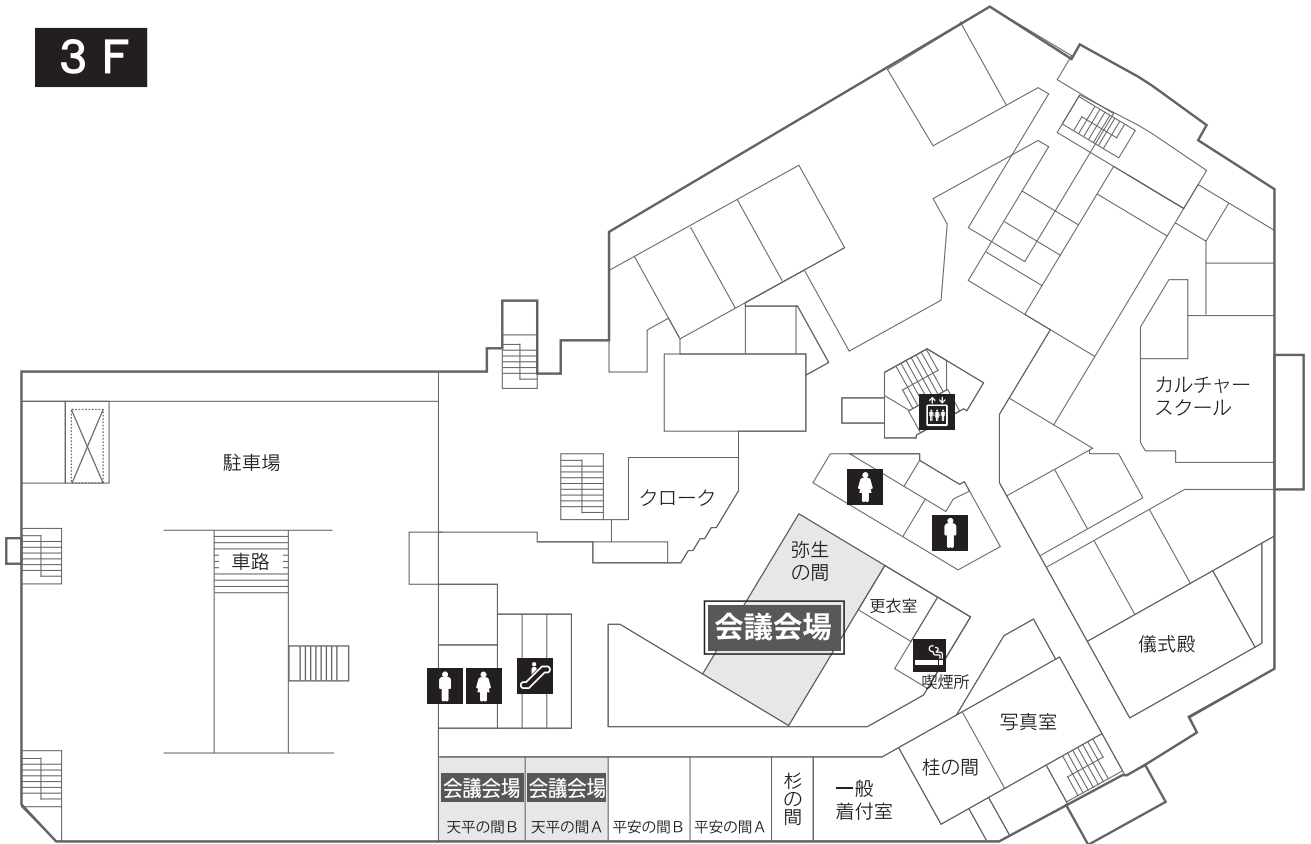 3F
カルチャー
スクール
駐車場
クローク
車路
弥生
の間
更衣室
会議会場
儀式殿
喫煙所
写真室
桂の間
会議会場
会議会場
杉の間
一般
着付室
天平の間B
天平の間A
平安の間B
平安の間A